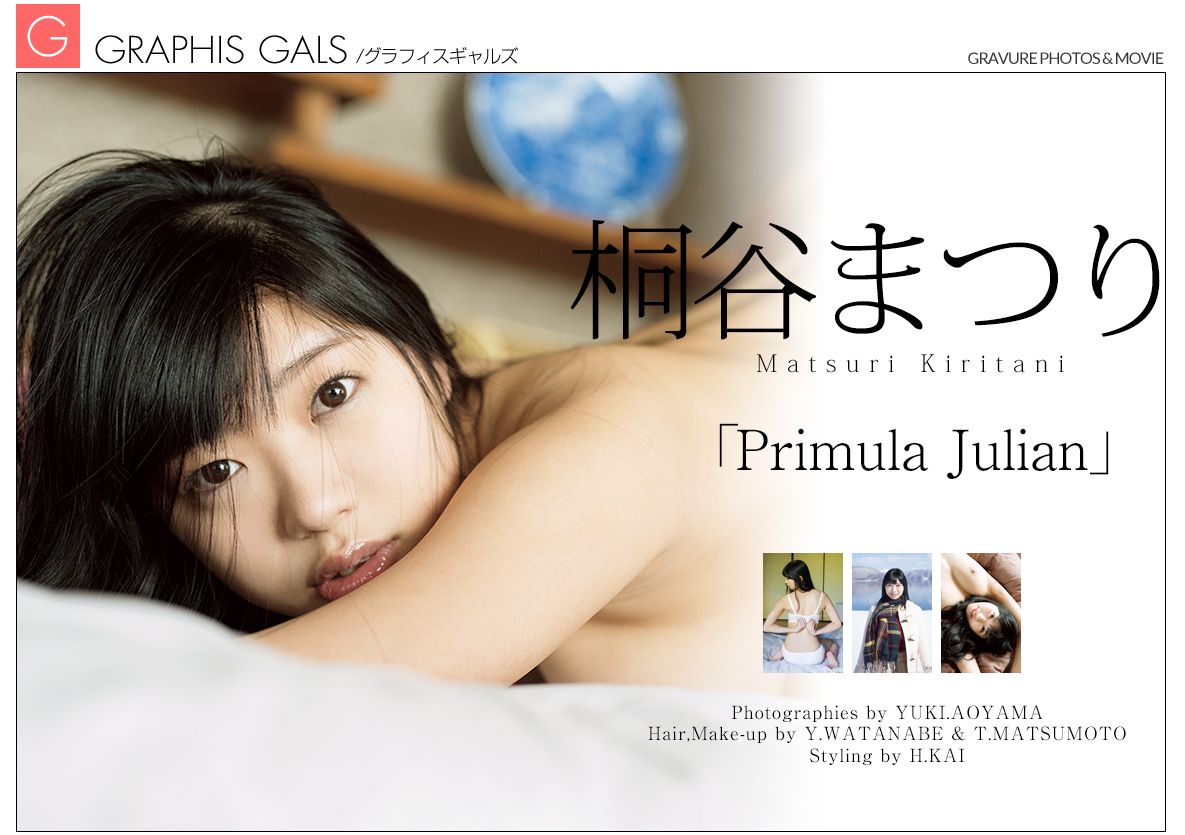 G
GRAPHIS GALS /グラフィスギャルズ
GRAVURE PHOTOS & MOVIE
桐谷まつり
Matsuri Kiritani
「Primula Julian」
Photographies by YUKI.AOYAMA
Hair,Make-up by Y.WATANABE & T.MATSUMOTO
Styling by H.KAI